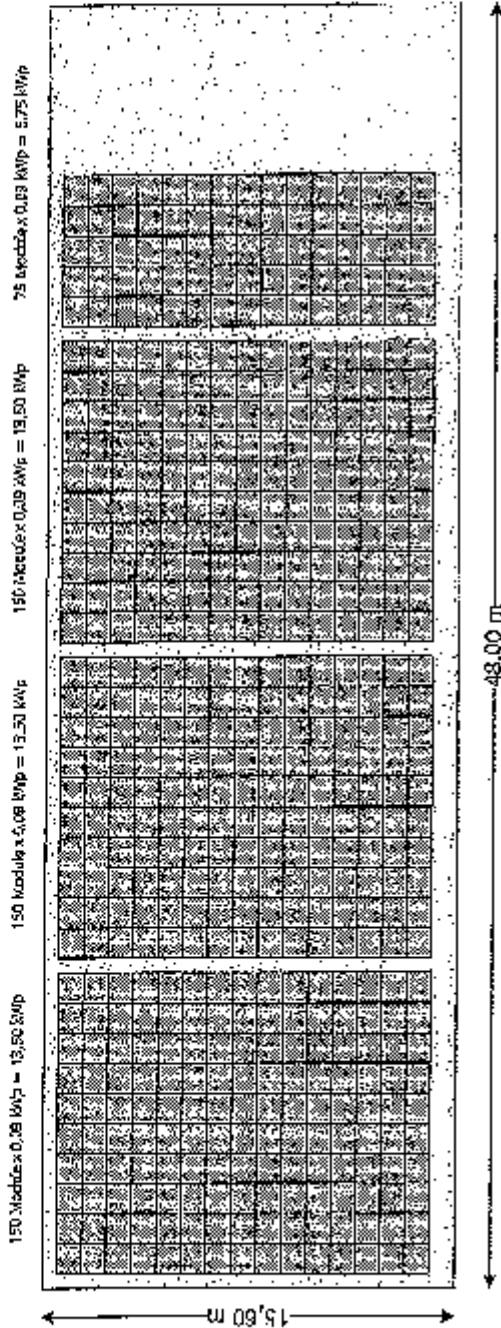 150 Module x 0,09 kWp = 13,50 kWp
150 Module x 0,09 kWp = 13,50 kWp
150 Module x 0,09 kWp = 13,50 kWp
75 Module x 0,09 kWp = 6,75 kWp
15,60 m
48,00 m